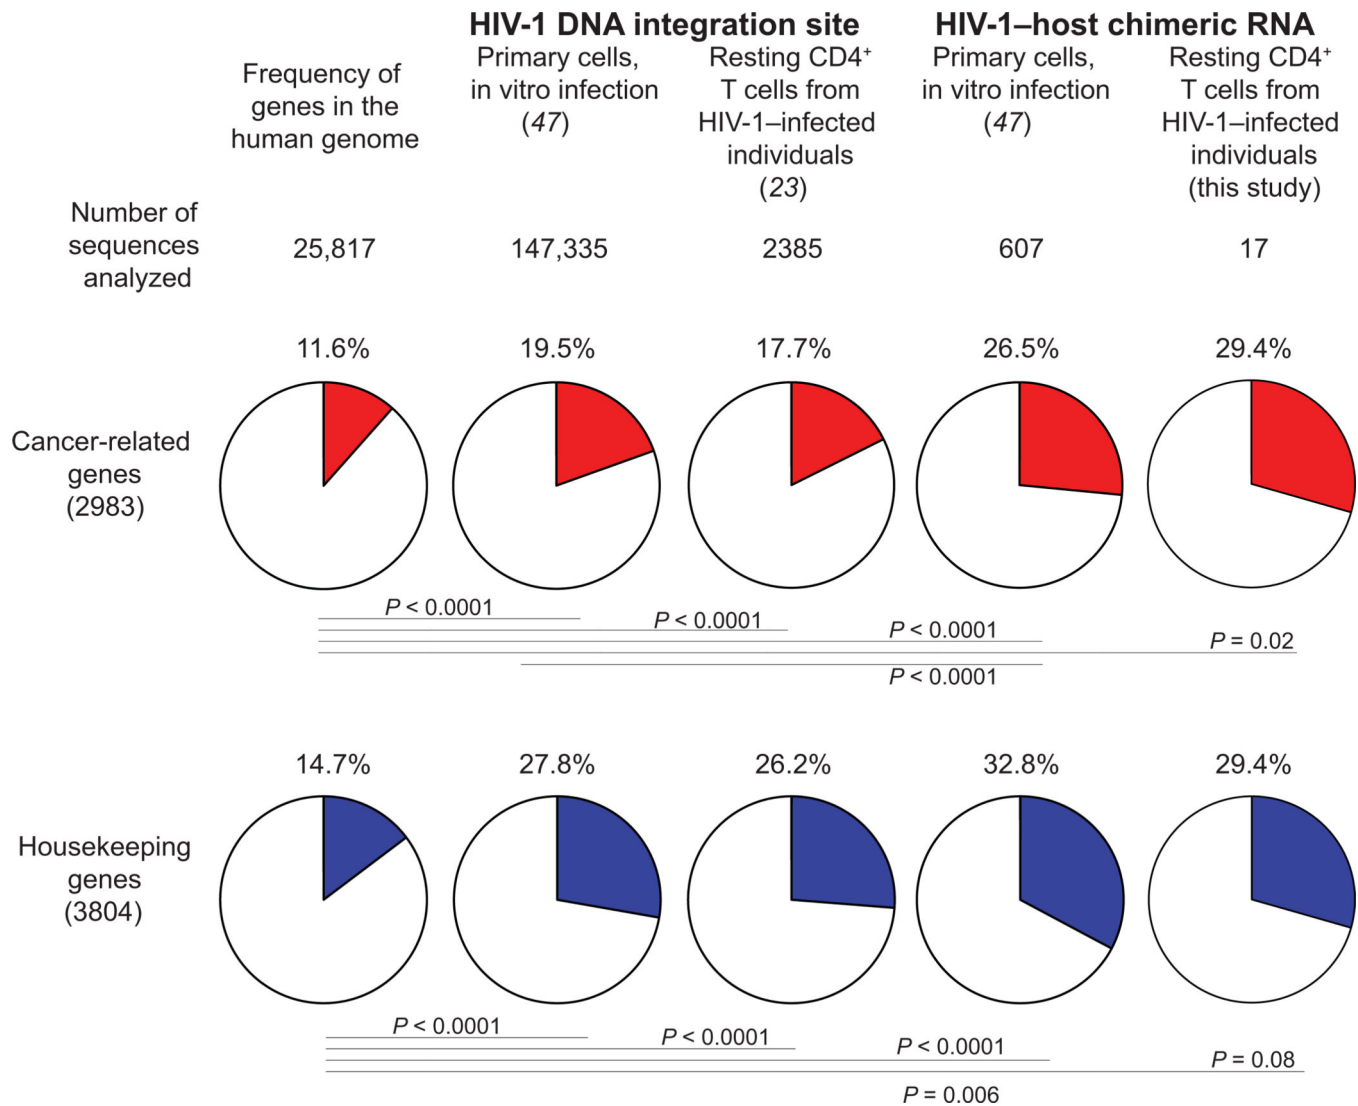 HIV-1 DNA integration site
HIV-1–host chimeric RNA
Frequency of
genes in the
human genome
Primary cells,
in vitro infection
(47)
Resting CD4+
T cells from
HIV-1–infected
individuals
(23)
Primary cells,
in vitro infection
(47)
Resting CD4+
T cells from
HIV-1–infected
individuals
(this study)
Number of
sequences
analyzed
25,817
147,335
2385
607
17
11.6%
19.5%
17.7%
26.5%
29.4%
Cancer-related
genes
(2983)
P < 0.0001
P < 0.0001
P < 0.0001
P = 0.02
P < 0.0001
14.7%
27.8%
26.2%
32.8%
29.4%
Housekeeping
genes
(3804)
P < 0.0001
P < 0.0001
P < 0.0001
P = 0.08
P = 0.006